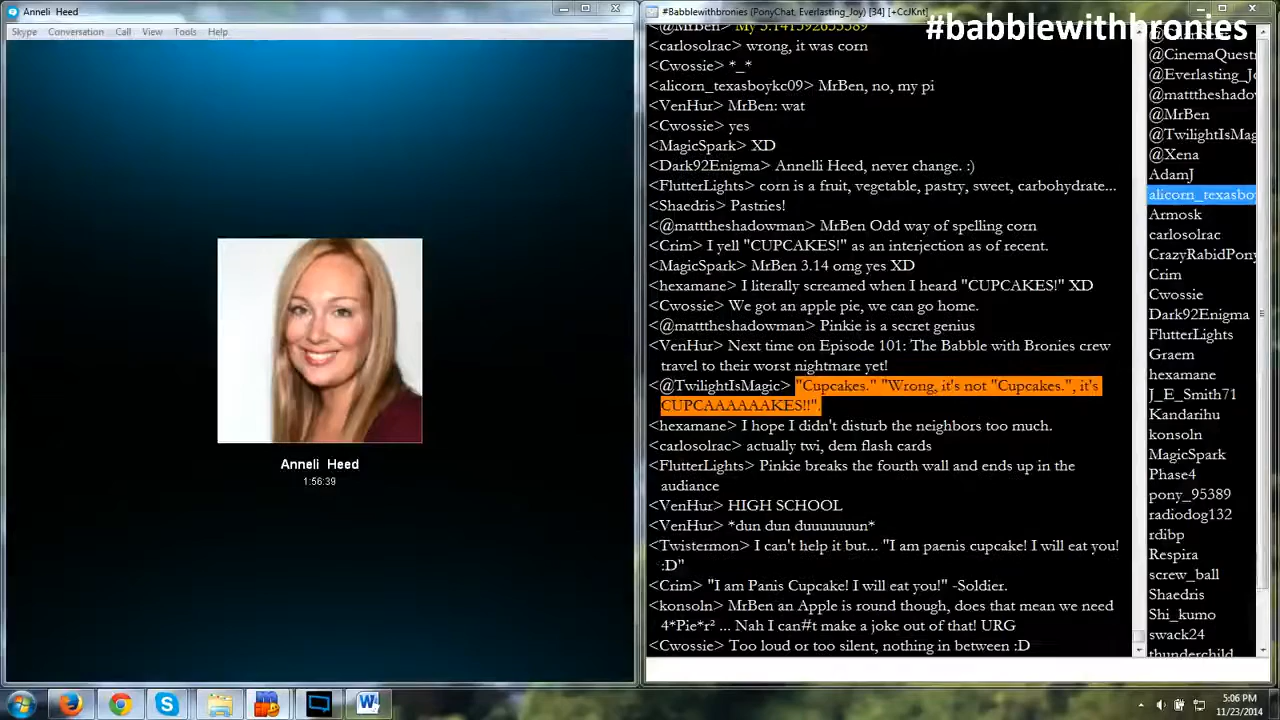 Anneli Heed
Skype Conversation Call View Tools Help
Anneli Heed
1:56:39
#Babblewithbronies (PonyChat, Everlasting_Joy) [34] [+CcJKnt]
#babblewithbronies
<@MrBen> My 3.141592653589
<carlosolrac> wrong, it was corn
<Cwossie> *_*
<alicorn_texasboykc09> MrBen, no, my pi
<VenHur> MrBen: wat
<Cwossie> yes
<MagicSpark> XD
<Dark92Enigma> Annelli Heed, never change. :)
<FlutterLights> corn is a fruit, vegetable, pastry, sweet, carbohydrate...
<Shaedris> Pastries!
<@matttheshadowman> MrBen Odd way of spelling corn
<Crim> I yell "CUPCAKES!" as an interjection as of recent.
<MagicSpark> MrBen 3.14 omg yes XD
<hexamane> I literally screamed when I heard "CUPCAKES!" XD
<Cwossie> We got an apple pie, we can go home.
<@matttheshadowman> Pinkie is a secret genius
<VenHur> Next time on Episode 101: The Babble with Bronies crew
travel to their worst nightmare yet!
<@TwilightIsMagic> "Cupcakes." "Wrong, it's not "Cupcakes.", it's
CUPCAAAAAAKES!!".
<hexamane> I hope I didn't disturb the neighbors too much.
<carlosolrac> actually twi, dem flash cards
<FlutterLights> Pinkie breaks the fourth wall and ends up in the
audiance
<VenHur> HIGH SCHOOL
<VenHur> *dun dun duuuuuuun*
<Twistermon> I can't help it but... "I am paenis cupcake! I will eat you!
:D"
<Crim> "I am Panis Cupcake! I will eat you!" -Soldier.
<konsoln> MrBen an Apple is round though, does that mean we need
4*Pie*r² ... Nah I can#t make a joke out of that! URG
<Cwossie> Too loud or too silent, nothing in between :D
@CinemaQuest
@Everlasting_Jo
@matttheshado
@MrBen
@TwilightIsMag
@Xena
AdamJ
alicorn_texasboy
Armosk
carlosolrac
CrazyRabidPony
Crim
Cwossie
Dark92Enigma
FlutterLights
Graem
hexamane
J_E_Smith71
Kandarihu
konsoln
MagicSpark
Phase4
pony_95389
radiodog132
rdibp
Respira
screw_ball
Shaedris
Shi_kumo
swack24
thunderchild
5:06 PM
11/23/2014